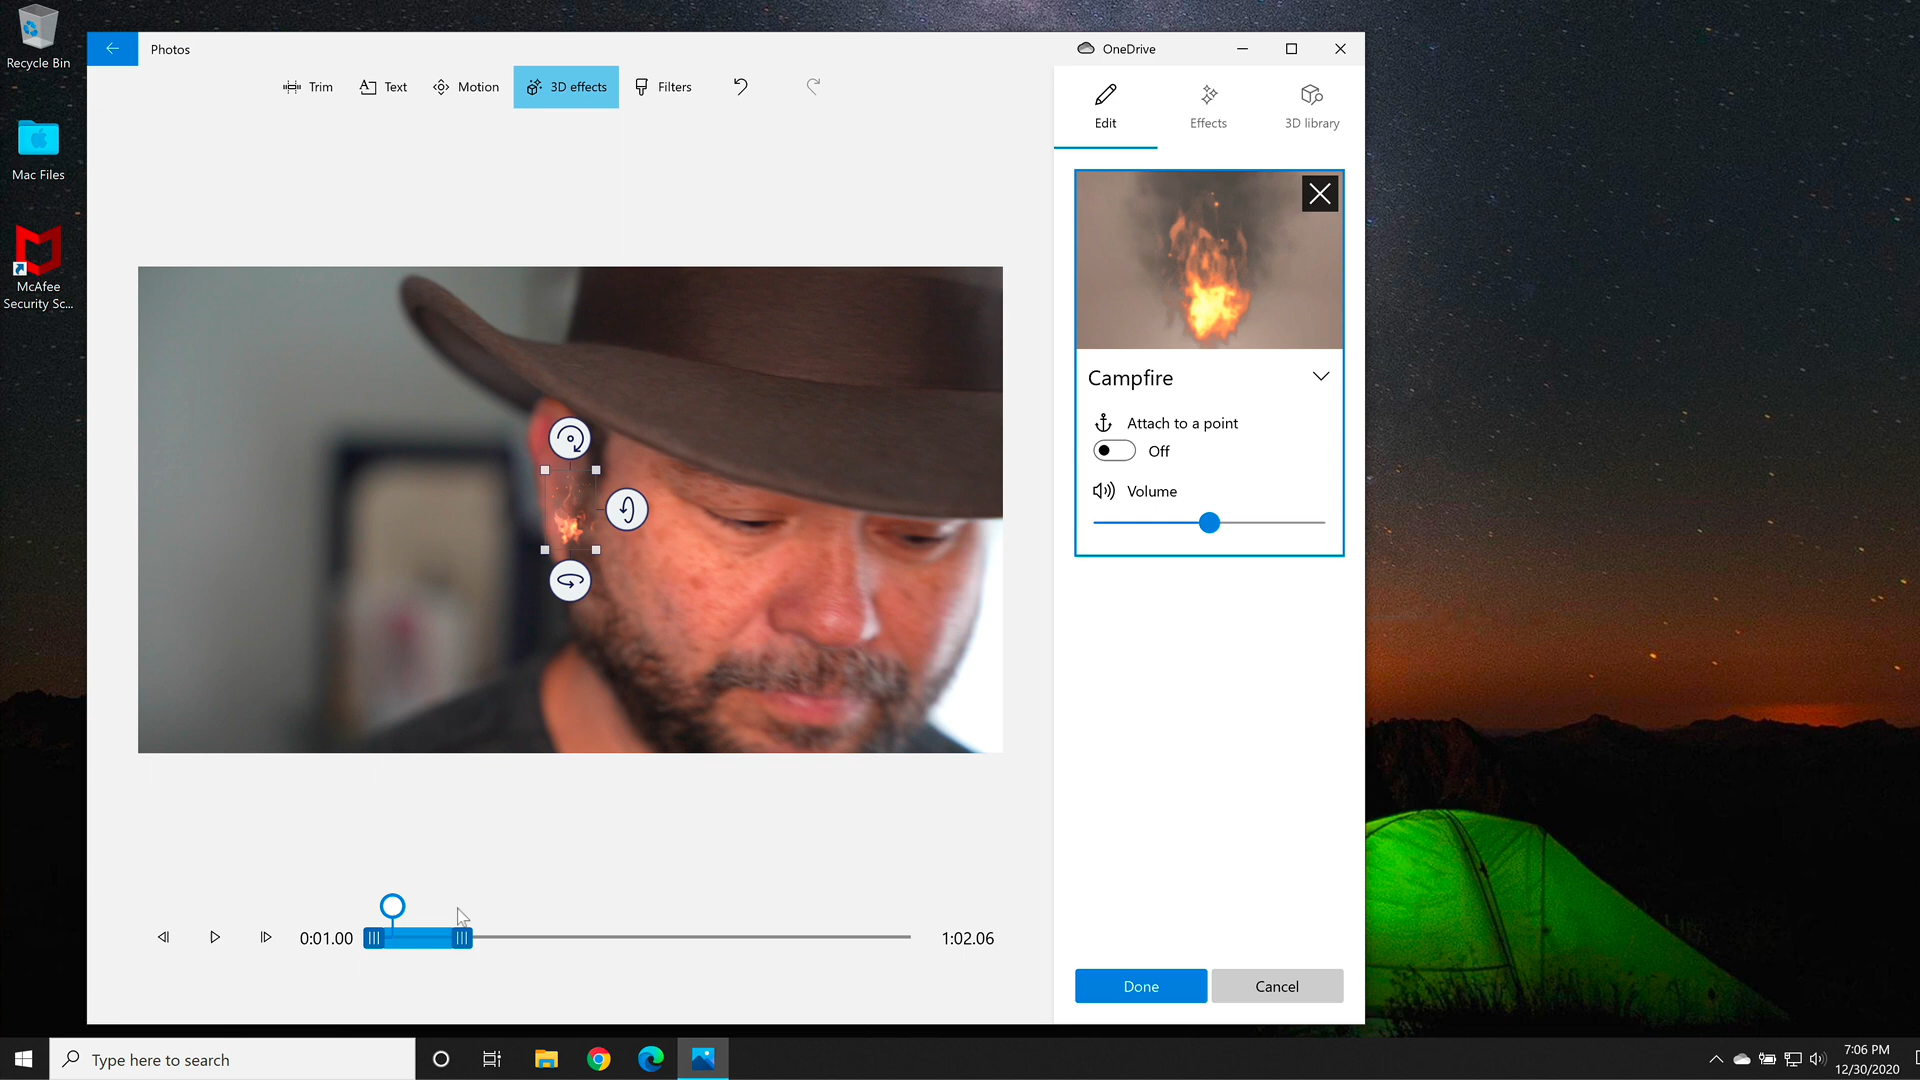 Recycle Bin
Mac Files
McAfee
Security Sc...
Photos
OneDrive
Trim
Text
Motion
3D effects
Filters
Edit
Effects
3D library
Campfire
Attach to a point
Off
Volume
0:01.00
1:02.06
Done
Cancel
Type here to search
7:06 PM
12/30/2020